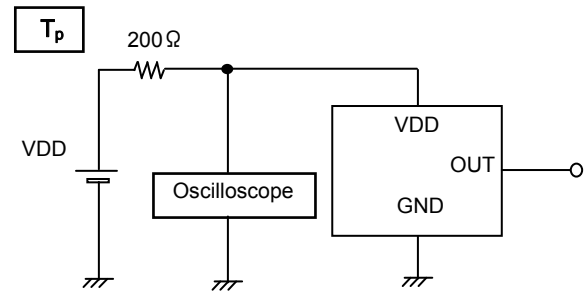 Tp
200Ω
VDD
VDD
OUT
Oscilloscope
GND